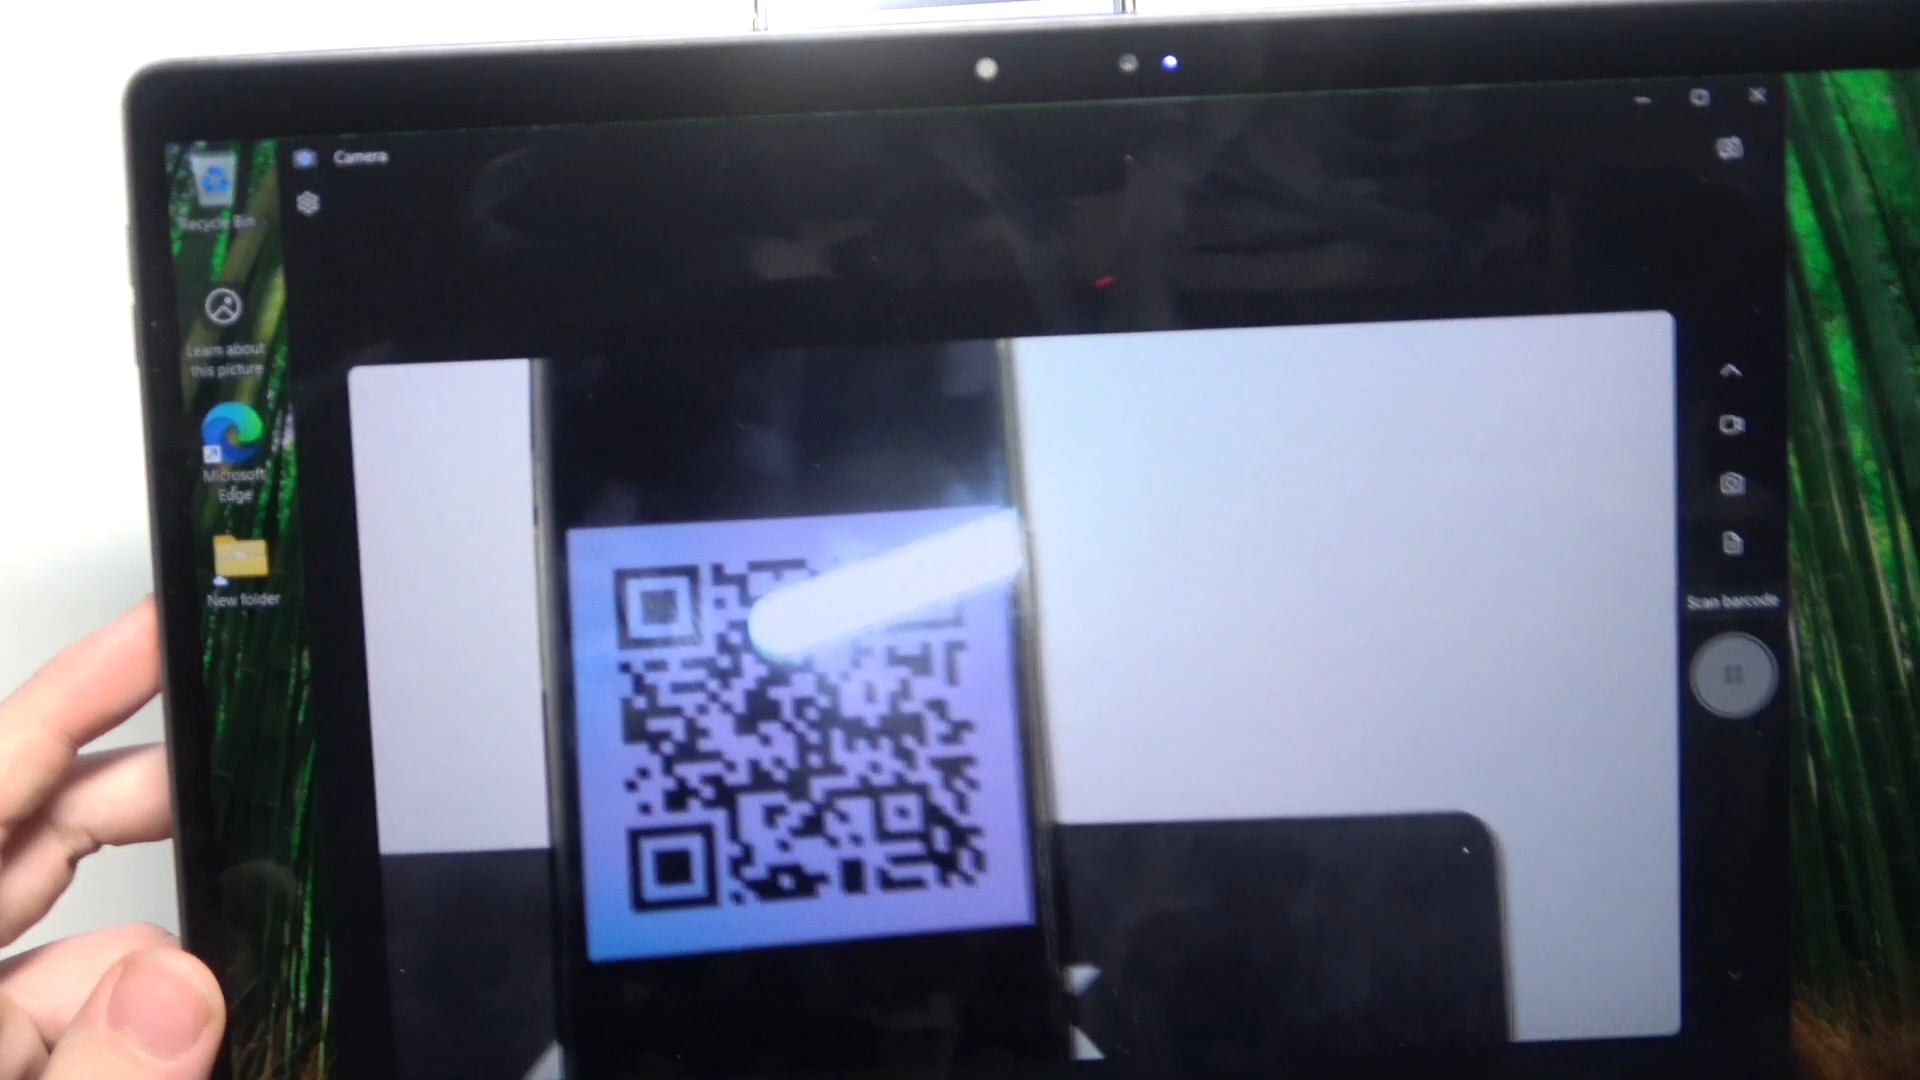 Camera
Recycle Bin
Learn about
this picture
Microsoft
Edge
New folder
Scan barcode